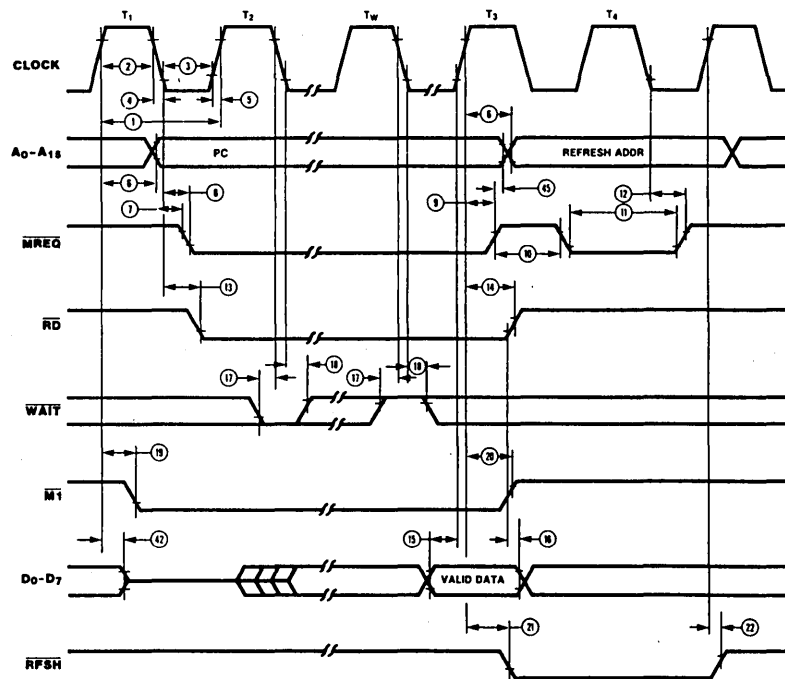 T1 T2 TW T3 T4
CLOCK
2 3
4 5
1 6
A0-A15 PC REFRESH ADDR
6 8 9 45 12
7 11
MREQ
10
13 14
RD
17 18 17 18
WAIT
19 20
M1
42 15 16
D0-D7 VALID DATA
21 22
RFSH